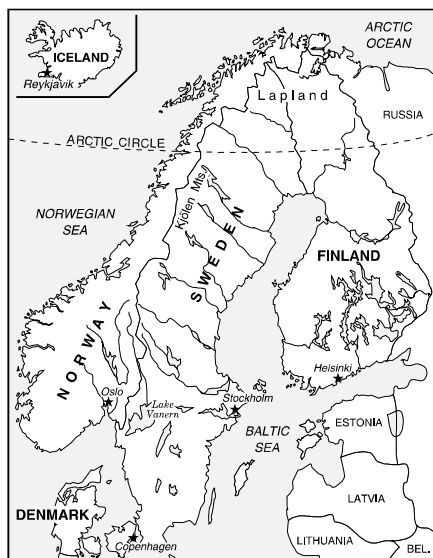 ARCTIC
OCEAN
ICELAND
Reykjavik
Lapland
RUSSIA
ARCTIC CIRCLE
Kjölen Mts.
NORWEGIAN
SEA
SWEDEN
FINLAND
NORWAY
Helsinki
Oslo
Lake
Vanern
Stockholm
BALTIC
SEA
ESTONIA
LATVIA
DENMARK
Copenhagen
LITHUANIA
BEL.